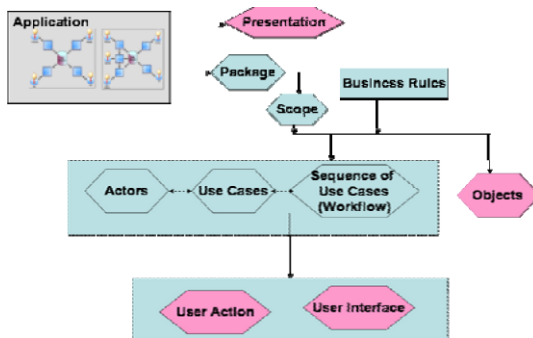 Application
Presentation
Package
Business Rules
Scope
Actors
Use Cases
Sequence of
Use Cases
(Workflow)
Objects
User Action
User Interface